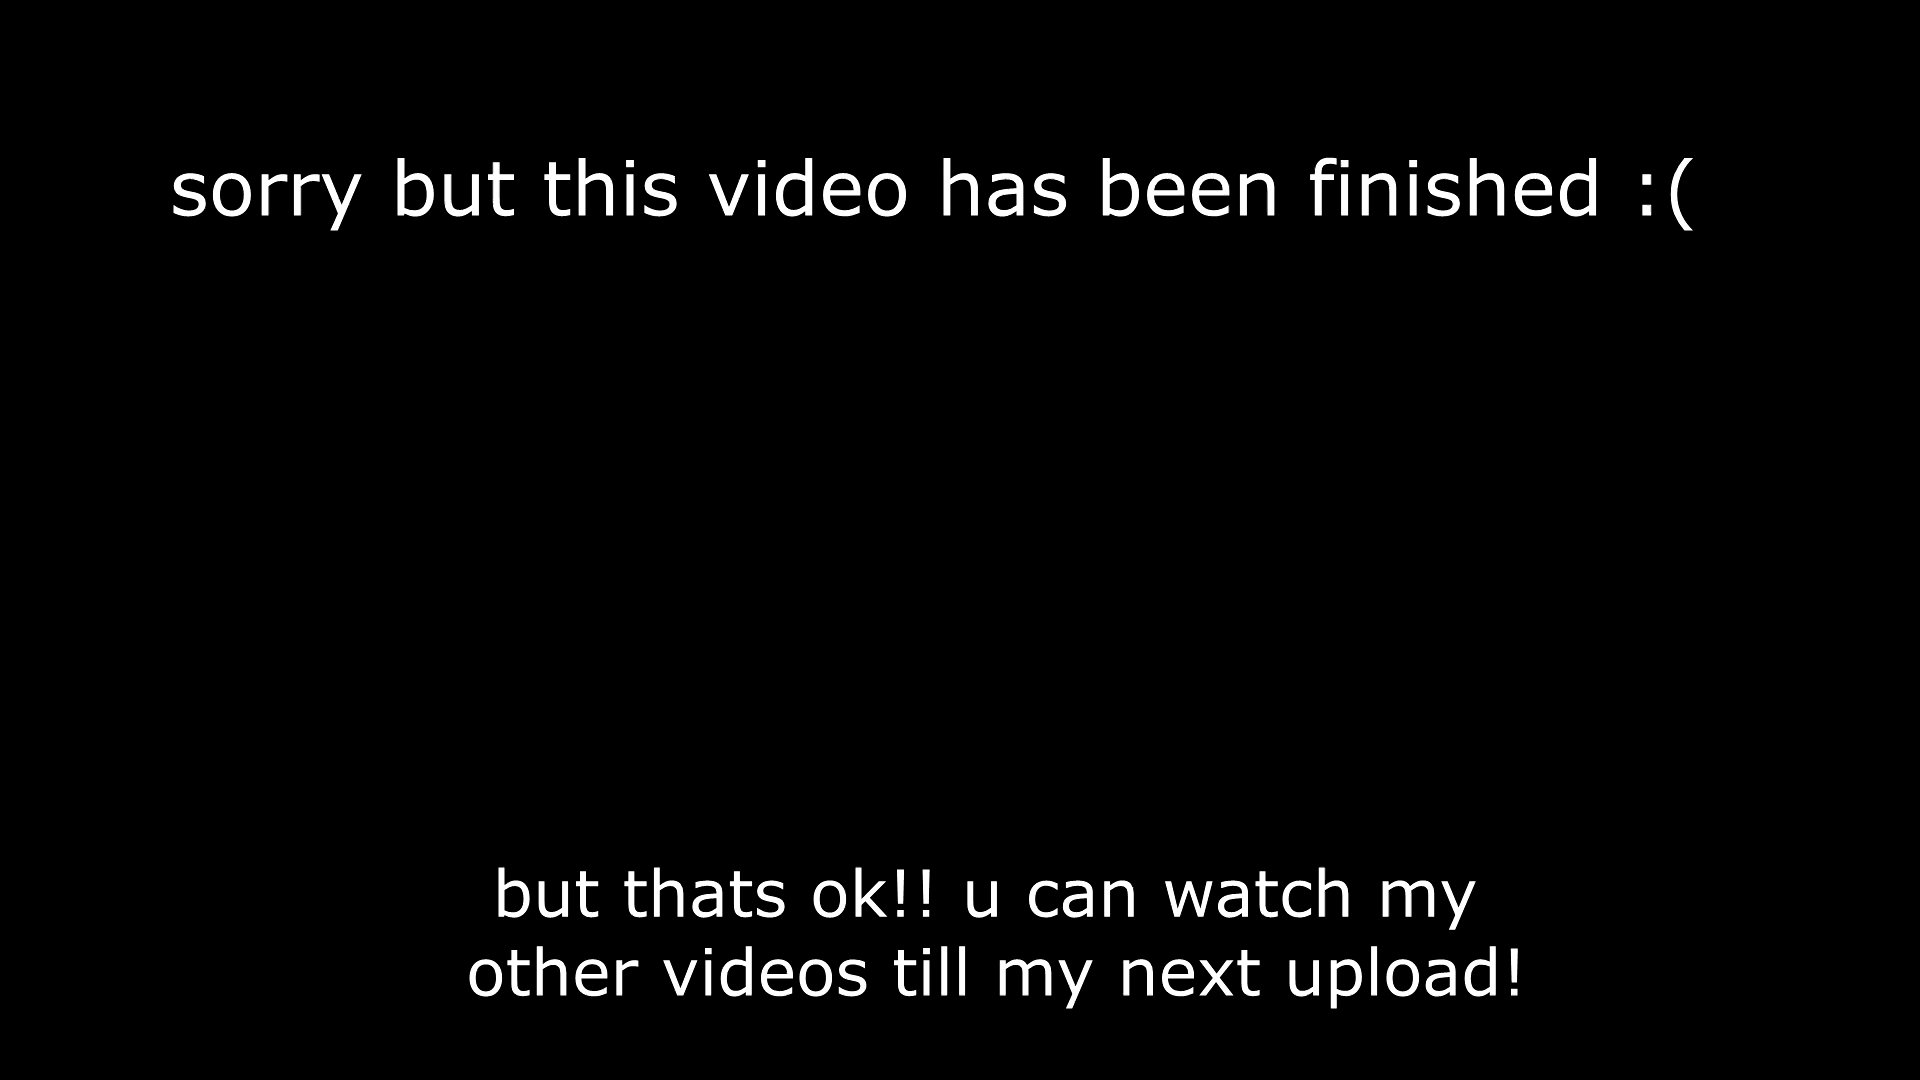 sorry but this video has been finished :(
but thats ok!! u can watch my
other videos till my next upload!